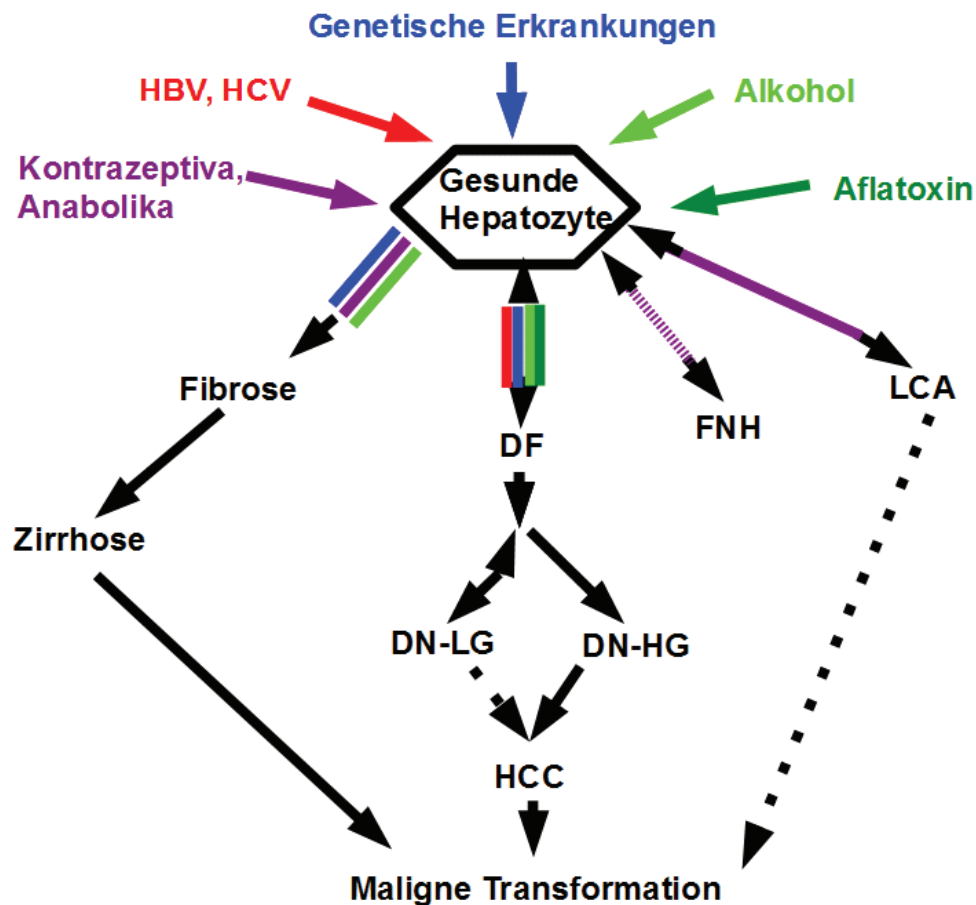 Genetische Erkrankungen
HBV, HCV
Alkohol
Kontrazeptiva,
Anabolika
Gesunde
Hepatozyte
Aflatoxin
Fibrose
DF
FNH
LCA
Zirrhose
DN-LG
DN-HG
HCC
Maligne Transformation